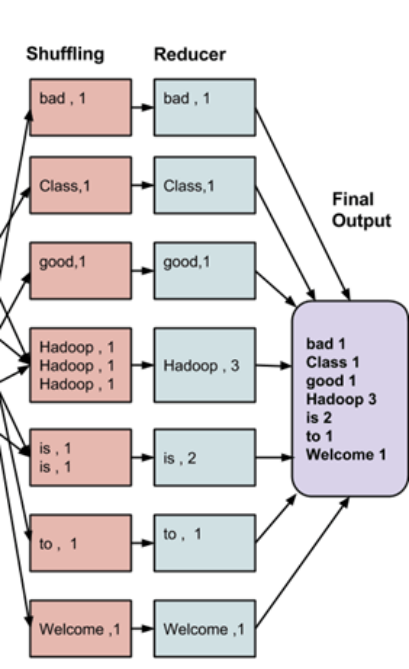 Shuffling
Reducer
bad , 1
bad , 1
Class,1
Class,1
Final
Output
good,1
good,1
Hadoop , 1
Hadoop , 1
Hadoop , 1
Hadoop , 3
bad 1
Class 1
good 1
Hadoop 3
is 2
to 1
Welcome 1
is , 1
is , 1
is , 2
to , 1
to , 1
Welcome ,1
Welcome ,1